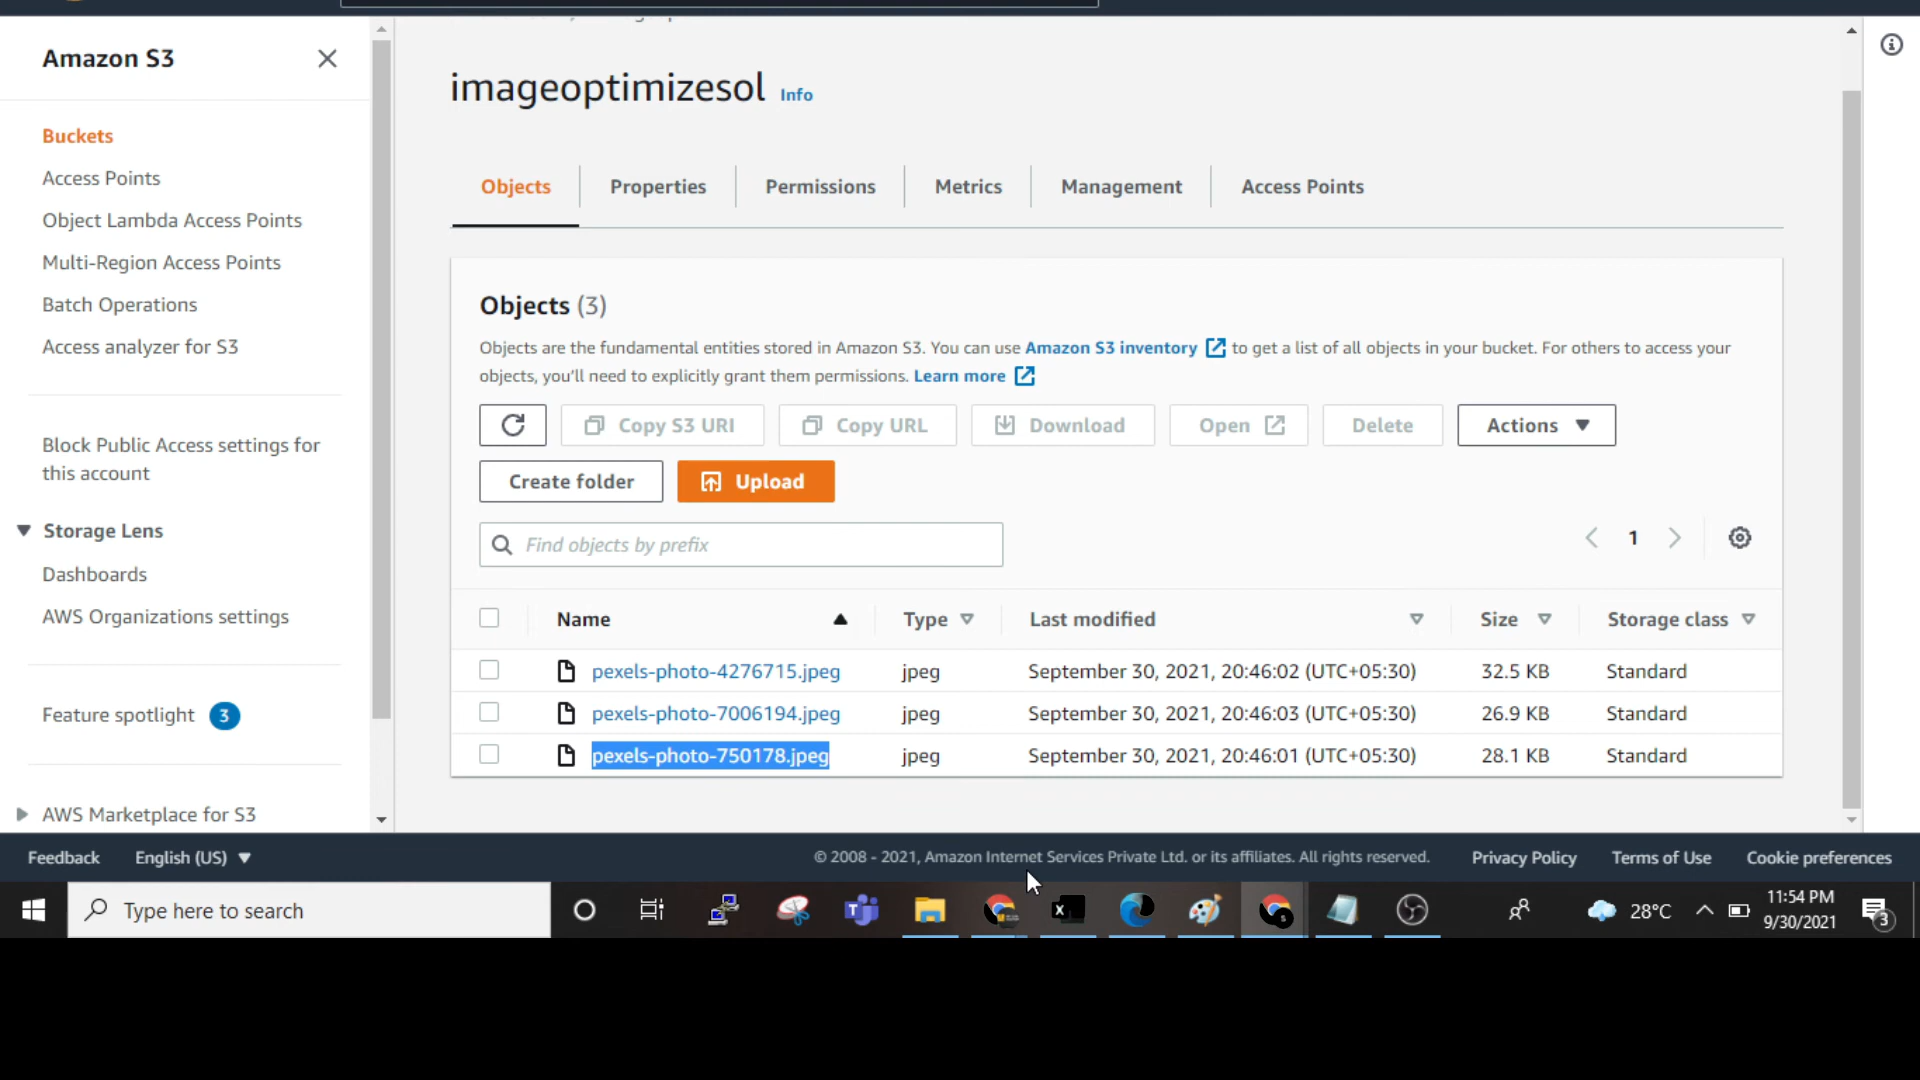 Amazon S3
imageoptimizesol Info
Buckets
Access Points
Object Lambda Access Points
Multi-Region Access Points
Batch Operations
Access analyzer for S3
Block Public Access settings for
this account
Storage Lens
Dashboards
AWS Organizations settings
Feature spotlight 3
AWS Marketplace for S3
Objects Properties Permissions Metrics Management Access Points
Objects (3)
Objects are the fundamental entities stored in Amazon S3. You can use Amazon S3 inventory to get a list of all objects in your bucket. For others to access your
objects, you'll need to explicitly grant them permissions. Learn more
Copy S3 URI Copy URL Download Open Delete Actions
Create folder Upload
Find objects by prefix 1
Name Type Last modified Size Storage class
pexels-photo-4276715.jpeg jpeg September 30, 2021, 20:46:02 (UTC+05:30) 32.5 KB Standard
pexels-photo-7006194.jpeg jpeg September 30, 2021, 20:46:03 (UTC+05:30) 26.9 KB Standard
pexels-photo-750178.jpeg jpeg September 30, 2021, 20:46:01 (UTC+05:30) 28.1 KB Standard
Feedback English (US) © 2008 - 2021, Amazon Internet Services Private Ltd. or its affiliates. All rights reserved. Privacy Policy Terms of Use Cookie preferences
Type here to search 28°C 11:54 PM
9/30/2021 3